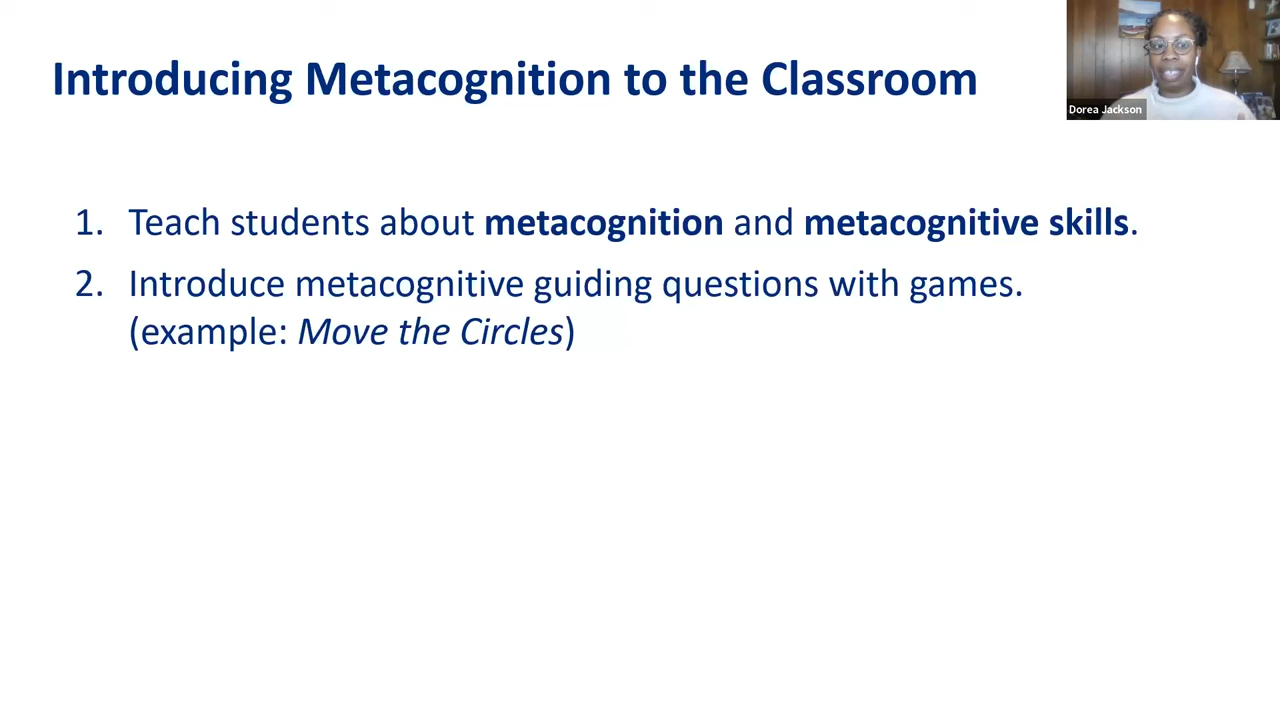 Introducing Metacognition to the Classroom
Dorea Jackson
1. Teach students about metacognition and metacognitive skills.
2. Introduce metacognitive guiding questions with games.
(example: Move the Circles)